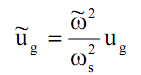 ũ_g = ω̃² / ω_s² u_g